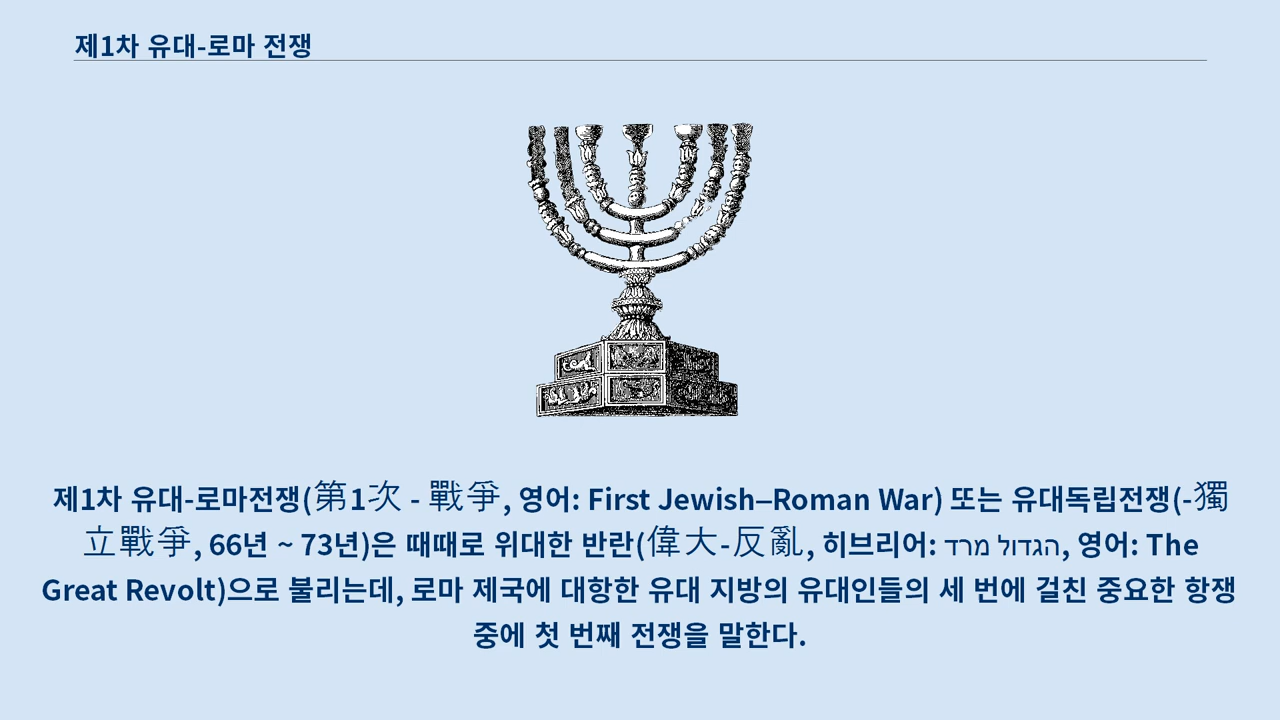 제1차 유대-로마 전쟁
제1차 유대-로마전쟁(第1次 - 戰爭, 영어: First Jewish–Roman War) 또는 유대독립전쟁(-獨
立戰爭, 66년 ~ 73년)은 때때로 위대한 반란(偉大-反亂, 히브리어: מרד הגדול, 영어: The
Great Revolt)으로 불리는데, 로마 제국에 대항한 유대 지방의 유대인들의 세 번에 걸친 중요한 항쟁
중에 첫 번째 전쟁을 말한다.